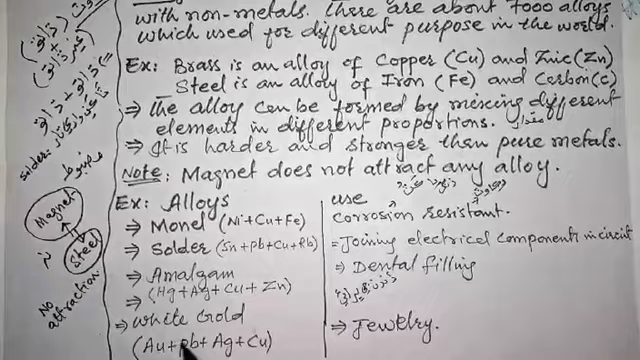 with non-metals. There are about 7000 alloys
which used for different purpose in the world.
Ex: Brass is an alloy of Copper (Cu) and Zinc (Zn)
Steel is an alloy of Iron (Fe) and Carbon (C)
⇒ The alloy can be formed by mixing different
elements in different proportions. مقدار
⇒ It is harder and stronger than pure metals.
Note: Magnet does not attract any alloy.
Ex: Alloys
⇒ Monel (Ni+Cu+Fe)
⇒ Solder (Sn+Pb+Cu+Rb)
⇒ Amalgam
⇒ (Hg+Ag+Cu+Zn)
⇒ White Gold
(Au+Pb+Ag+Cu)
use
corrosion resistant.
⇒ Joining electrical components in circuit
⇒ Dental filling
⇒ Jewelry.
Solder:
مضبوط
Magnet
Steel
No
attraction